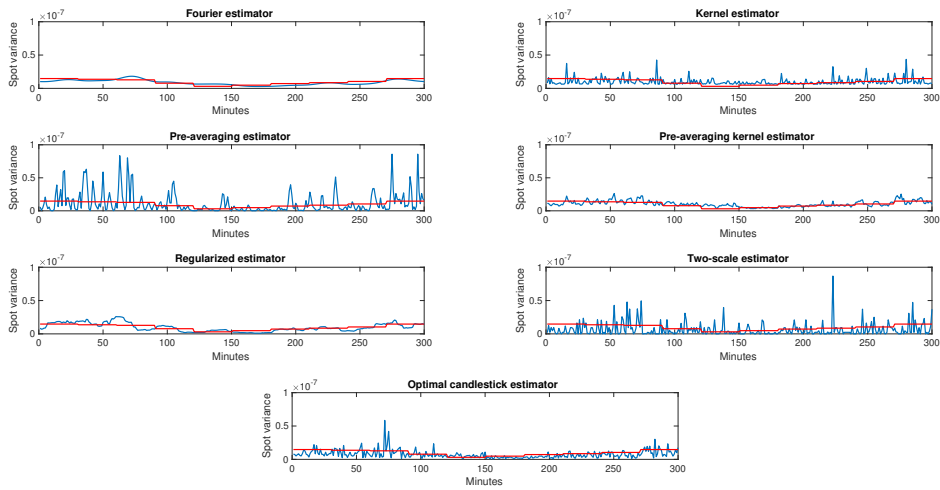 Fourier estimator
×10-7
1
0.5
0
Spot variance
0 50 100 150 200 250 300
Minutes
Kernel estimator
×10-7
1
0.5
0
Spot variance
0 50 100 150 200 250 300
Minutes
Pre-averaging estimator
×10-7
1
0.5
0
Spot variance
0 50 100 150 200 250 300
Minutes
Pre-averaging kernel estimator
×10-7
1
0.5
0
Spot variance
0 50 100 150 200 250 300
Minutes
Regularized estimator
×10-7
1
0.5
0
Spot variance
0 50 100 150 200 250 300
Minutes
Two-scale estimator
×10-7
1
0.5
0
Spot variance
0 50 100 150 200 250 300
Minutes
Optimal candlestick estimator
×10-7
1
0.5
0
Spot variance
0 50 100 150 200 250 300
Minutes